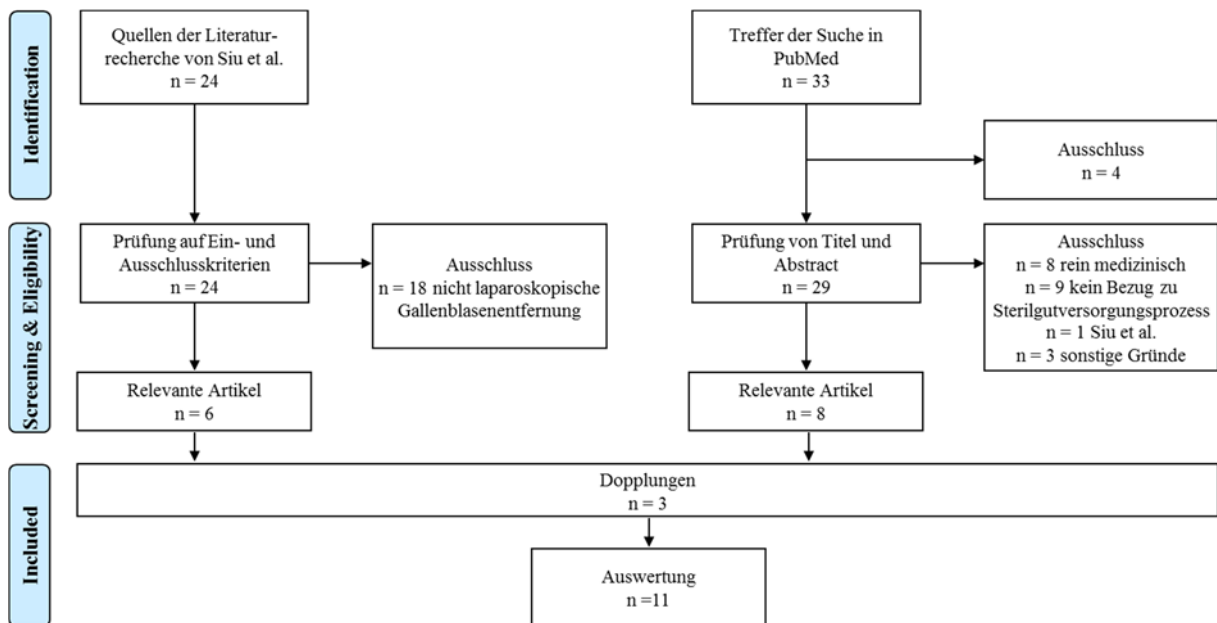 Identification
Quellen der Literatur-
recherche von Siu et al.
n = 24
Treffer der Suche in
PubMed
n = 33
Ausschluss
n = 4
Screening & Eligibility
Prüfung auf Ein- und
Ausschlusskriterien
n = 24
Ausschluss
n = 18 nicht laparoskopische
Gallenblasenentfernung
Prüfung von Titel und
Abstract
n = 29
Ausschluss
n = 8 rein medizinisch
n = 9 kein Bezug zu
Sterilgutversorgungsprozess
n = 1 Siu et al.
n = 3 sonstige Gründe
Relevante Artikel
n = 6
Relevante Artikel
n = 8
Included
Dopplungen
n = 3
Auswertung
n =11